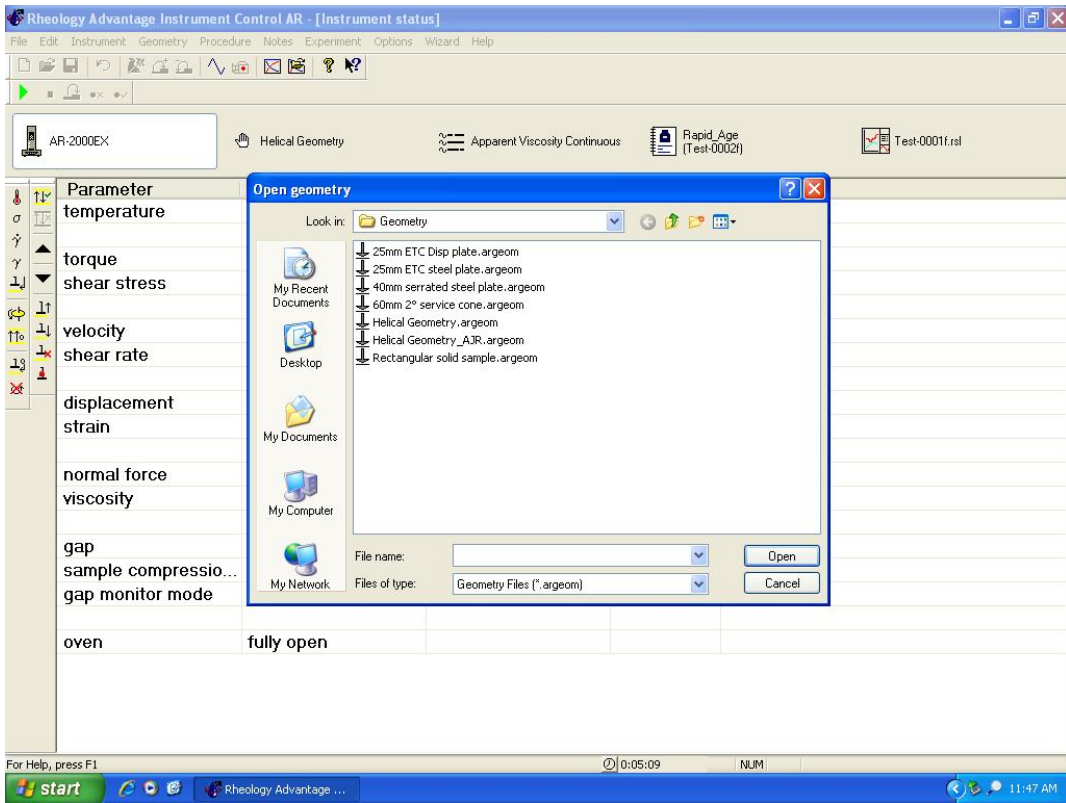 Rheology Advantage Instrument Control AR - [Instrument status]
File Edit Instrument Geometry Procedure Notes Experiment Options Wizard Help
AR-2000EX
Helical Geometry
Apparent Viscosity Continuous
Rapid_Age
(Test-0002f)
Test-0001f.rsl
Parameter
temperature
torque
shear stress
velocity
shear rate
displacement
strain
normal force
viscosity
gap
sample compressio...
gap monitor mode
oven fully open
Open geometry
Look in: Geometry
My Recent
Documents
Desktop
My Documents
My Computer
My Network
25mm ETC Disp plate.argeom
25mm ETC steel plate.argeom
40mm serrated steel plate.argeom
60mm 2° service cone.argeom
Helical Geometry.argeom
Helical Geometry_AJR.argeom
Rectangular solid sample.argeom
File name: Open
Files of type: Geometry Files (*.argeom) Cancel
For Help, press F1 0:05:09 NUM
start Rheology Advantage ... 11:47 AM